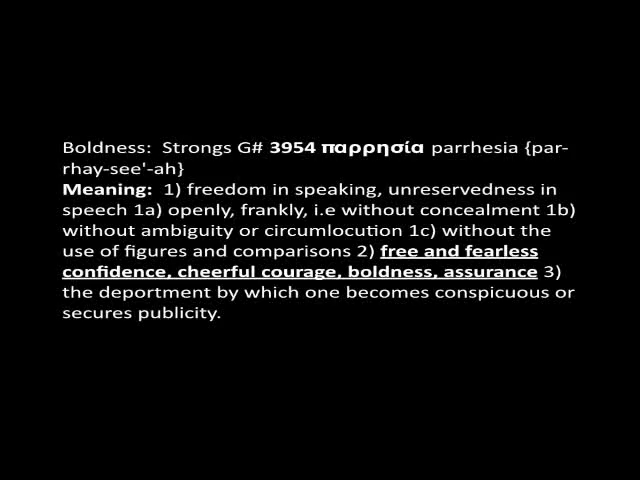 Boldness:  Strongs G# 3954 παρρησία parrhesia {par-
rhay-see'-ah}
Meaning:  1) freedom in speaking, unreservedness in
speech 1a) openly, frankly, i.e without concealment 1b)
without ambiguity or circumlocution 1c) without the
use of figures and comparisons 2) free and fearless
confidence, cheerful courage, boldness, assurance 3)
the deportment by which one becomes conspicuous or
secures publicity.